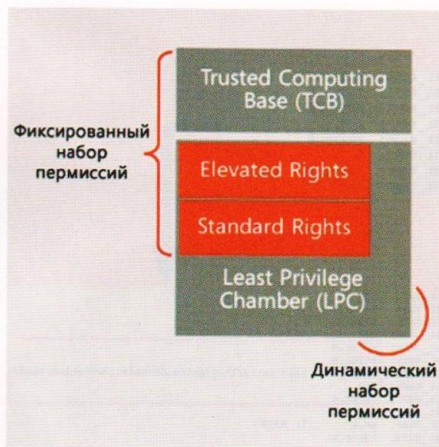 Trusted Computing
Base (TCB)
Фиксированный
набор
пермиссий
Elevated Rights
Standard Rights
Least Privilege
Chamber (LPC)
Динамический
набор
пермиссий